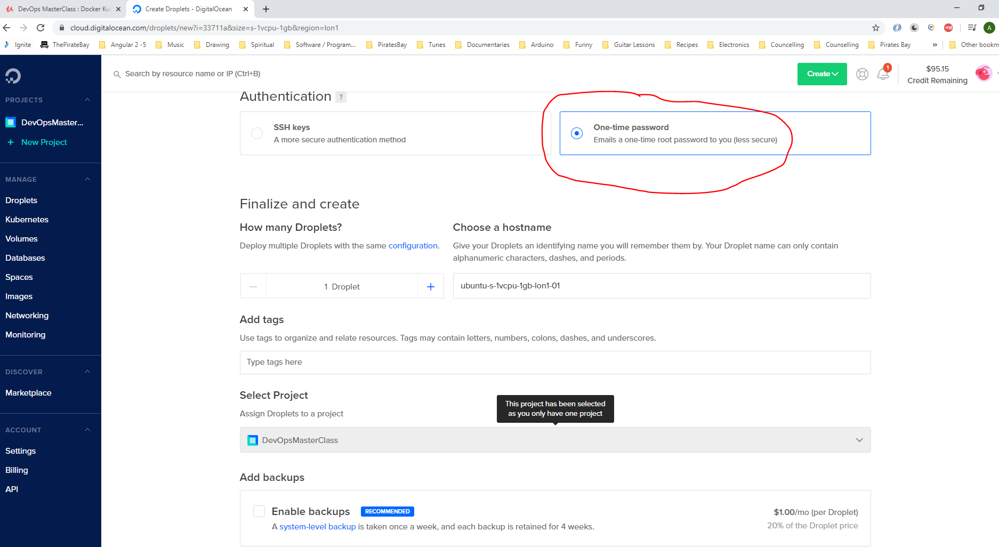 DevOps MasterClass : Docker Ku
Create Droplets - DigitalOcean
cloud.digitalocean.com/droplets/new?i=33711a&size=s-1vcpu-1gb&region=lon1
A
Ignite
ThePirateBay
Angular 2 -5
Music
Drawing
Spiritual
Software / Program...
PiratesBay
Tunes
Documentaries
Arduino
Funny
Guitar Lessons
Recipes
Electronics
Councelling
Counselling
Pirates Bay
»
Other bookm
Search by resource name or IP (Ctrl+B)
Create
1
$95.15
Credit Remaining
PROJECTS
DevOpsMaster...
+ New Project
MANAGE
Droplets
Kubernetes
Volumes
Databases
Spaces
Images
Networking
Monitoring
DISCOVER
Marketplace
ACCOUNT
Settings
Billing
API
Authentication ?
SSH keys
A more secure authentication method
One-time password
Emails a one-time root password to you (less secure)
Finalize and create
How many Droplets?
Deploy multiple Droplets with the same configuration.
1 Droplet
Choose a hostname
Give your Droplets an identifying name you will remember them by. Your Droplet name can only contain
alphanumeric characters, dashes, and periods.
ubuntu-s-1vcpu-1gb-lon1-01
Add tags
Use tags to organize and relate resources. Tags may contain letters, numbers, colons, dashes, and underscores.
Type tags here
Select Project
Assign Droplets to a project
This project has been selected
as you only have one project
DevOpsMasterClass
Add backups
Enable backups RECOMMENDED
A system-level backup is taken once a week, and each backup is retained for 4 weeks.
$1.00/mo (per Droplet)
20% of the Droplet price